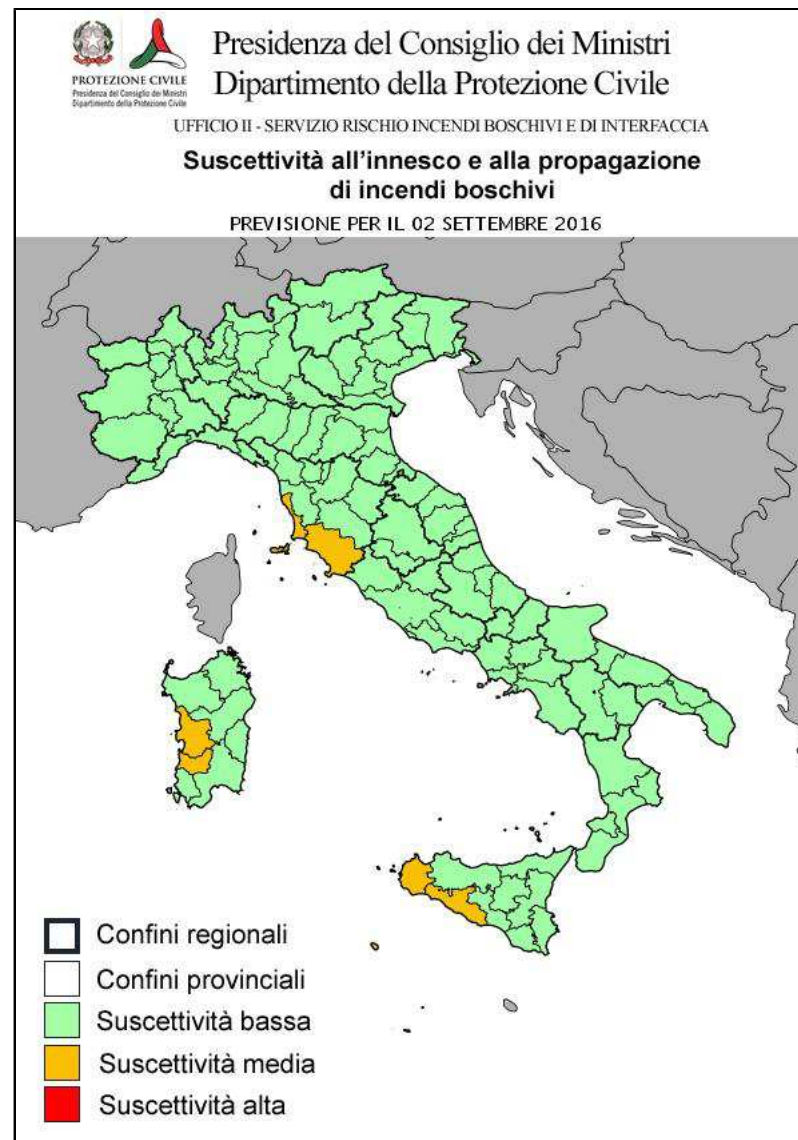 PROTEZIONE CIVILE
Presidenza del Consiglio dei Ministri
Dipartimento della Protezione Civile
Presidenza del Consiglio dei Ministri
Dipartimento della Protezione Civile
UFFICIO II - SERVIZIO RISCHIO INCENDI BOSCHIVI E DI INTERFACCIA
Suscettività all'innesco e alla propagazione
di incendi boschivi
PREVISIONE PER IL 02 SETTEMBRE 2016
Confini regionali
Confini provinciali
Suscettività bassa
Suscettività media
Suscettività alta